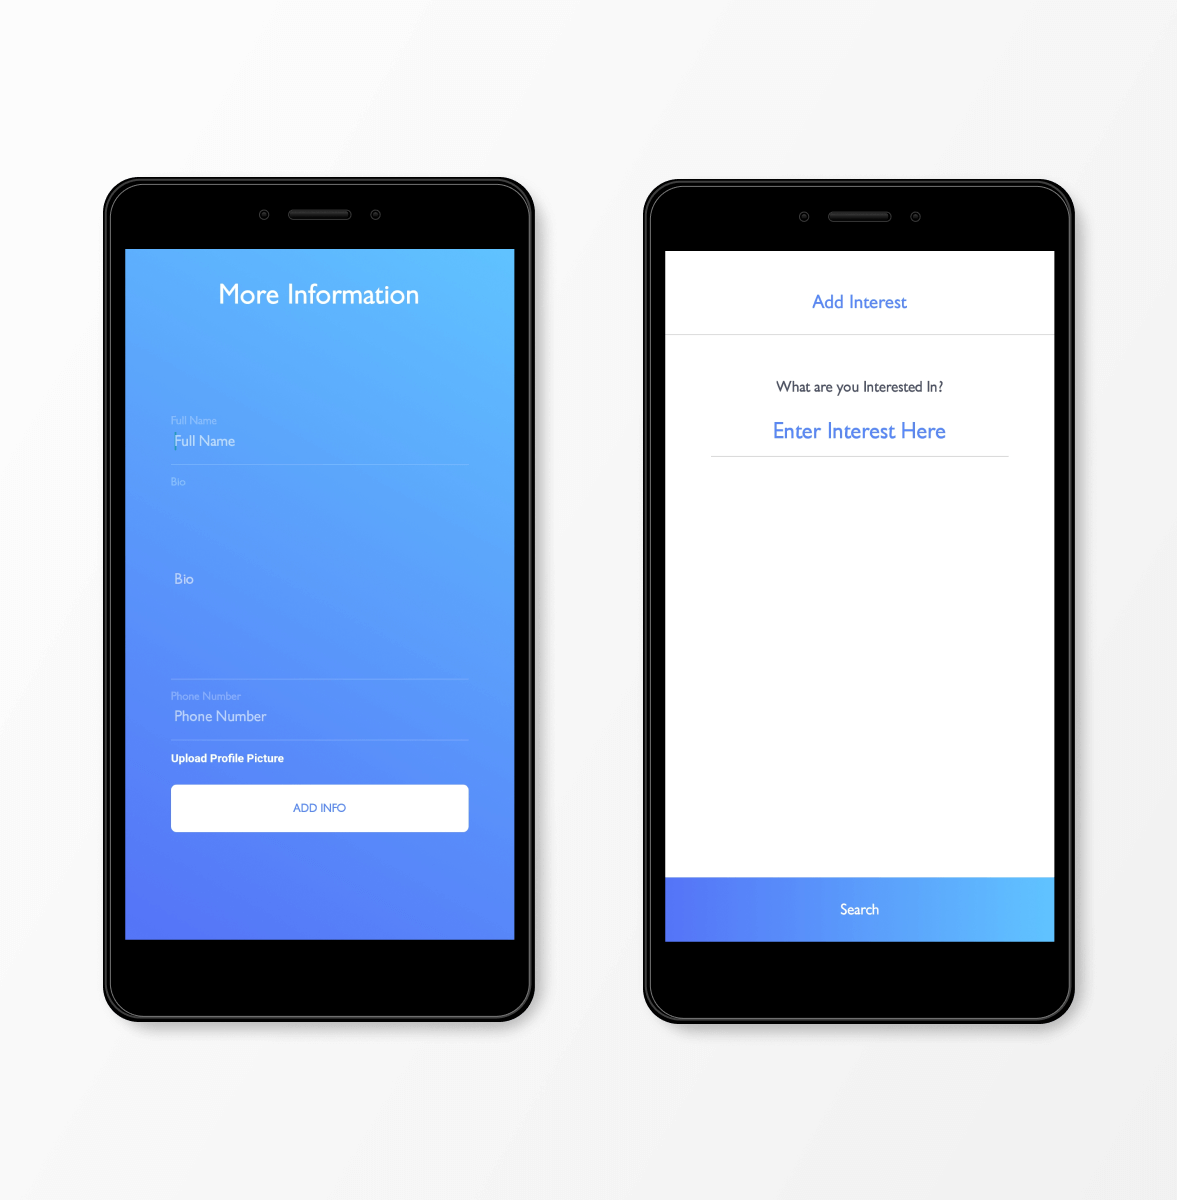 More Information
Full Name
Full Name
Bio
Bio
Phone Number
Phone Number
Upload Profile Picture
ADD INFO
Add Interest
What are you Interested In?
Enter Interest Here
Search